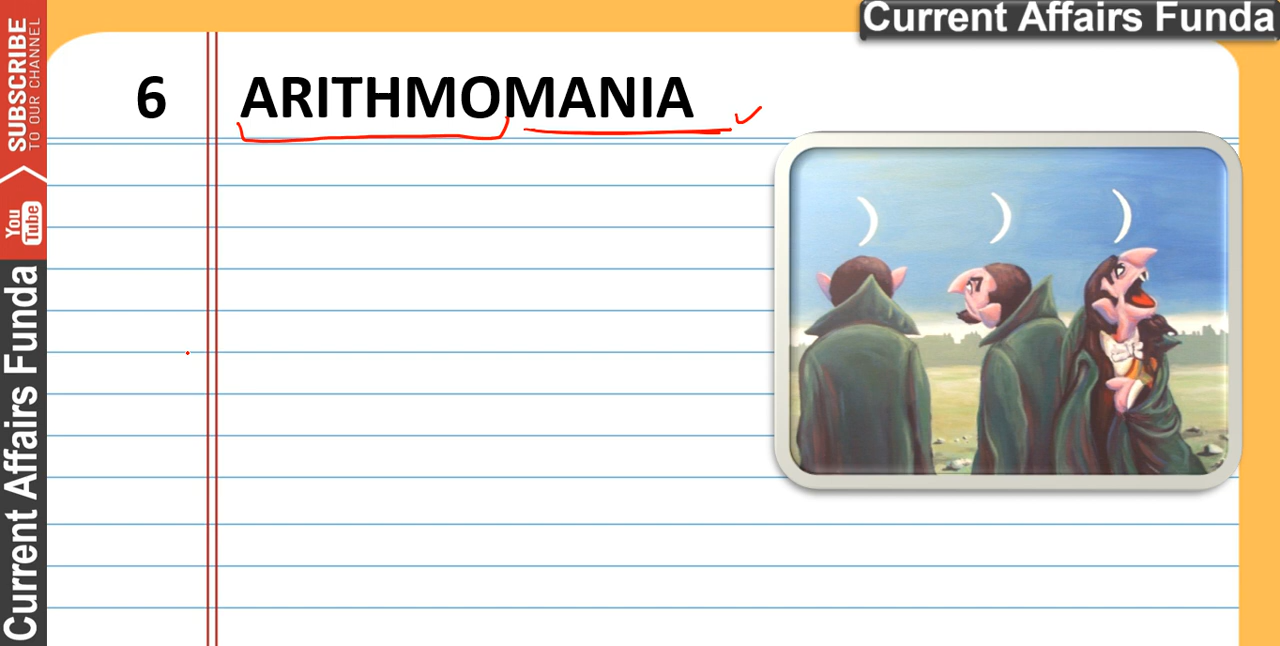 Current Affairs Funda
6 ARITHMOMANIA
SUBSCRIBE
TO OUR CHANNEL
You
Tube
Current Affairs Funda